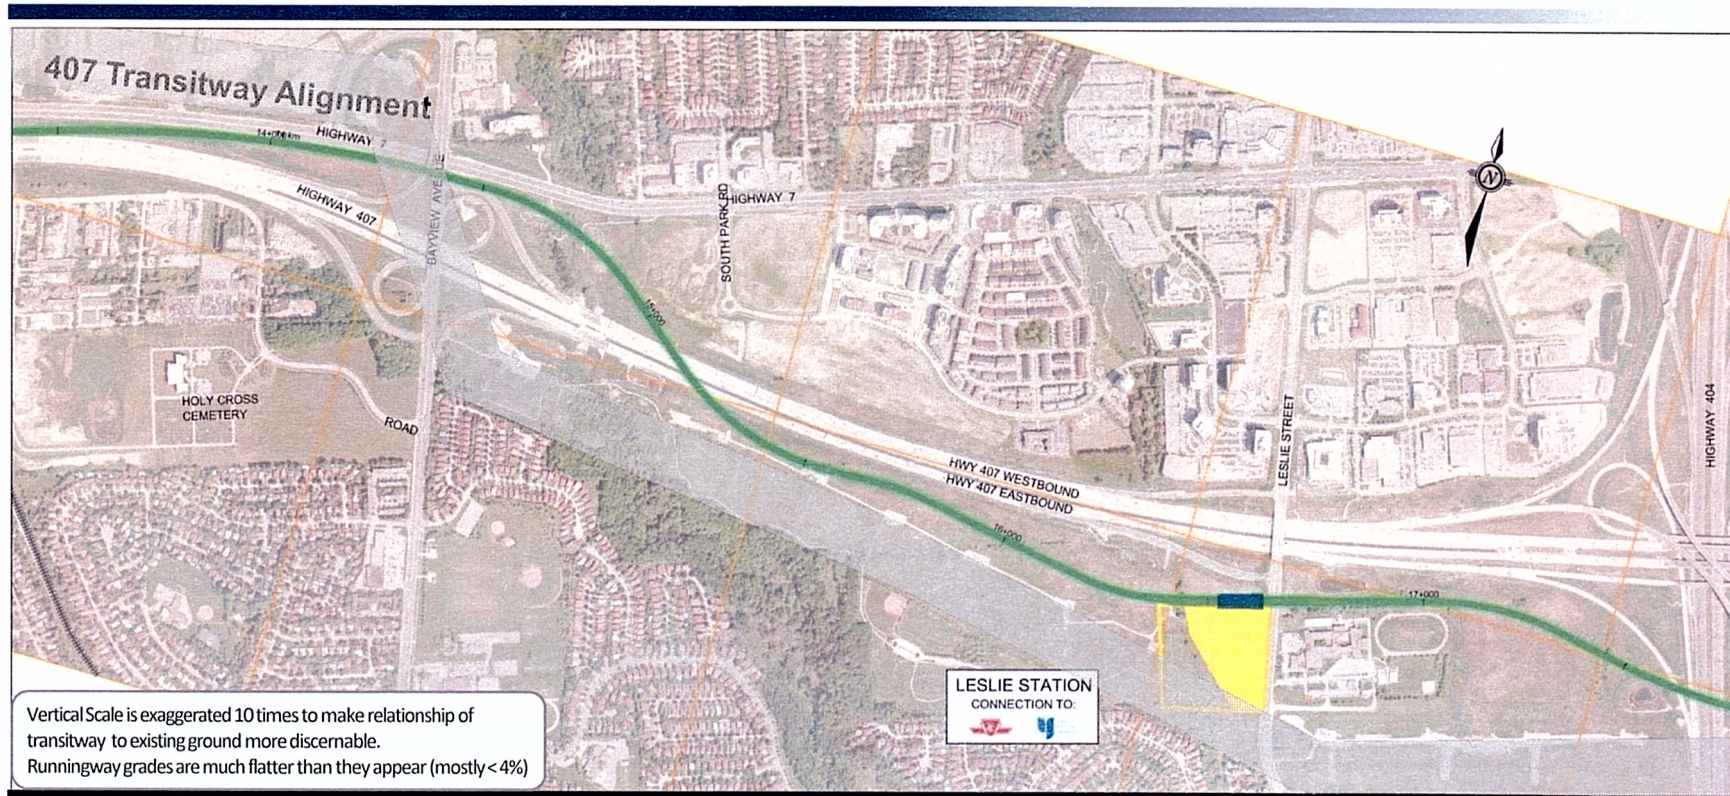 407 Transitway Alignment
14+000 km
HIGHWAY 7
HIGHWAY 407
BAYVIEW AVENUE
SOUTH PARK RD
HIGHWAY 7
N
15+000
HOLY CROSS
CEMETERY
ROAD
LESLIE STREET
HIGHWAY 404
HWY 407 WESTBOUND
HWY 407 EASTBOUND
16+000
17+000
LESLIE STATION
CONNECTION TO:
Vertical Scale is exaggerated 10 times to make relationship of
transitway to existing ground more discernable.
Runningway grades are much flatter than they appear (mostly < 4%)